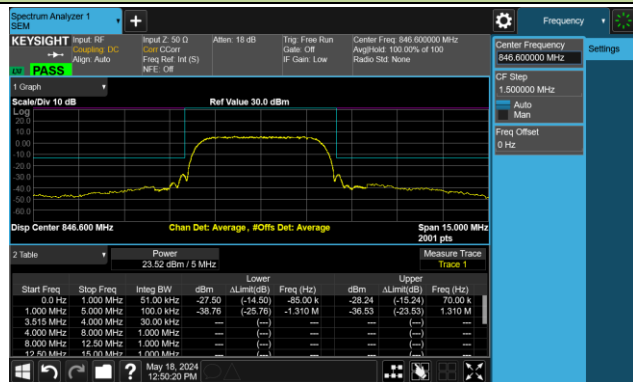 Spectrum Analyzer 1
SEM
Frequency
KEYSIGHT
Input: RF
Coupling: DC
Align: Auto
Input Z: 50 Ω
Corr CCorr
Freq Ref: Int (S)
NFE: Off
Atten: 18 dB
Trig: Free Run
Gate: Off
IF Gain: Low
Center Freq: 846.600000 MHz
Avg|Hold: 100.00% of 100
Radio Std: None
PASS
Center Frequency
846.600000 MHz
Settings
CF Step
1.500000 MHz
Auto
Man
Freq Offset
0 Hz
1 Graph
Scale/Div 10 dB
Ref Value 30.0 dBm
Log
20.0
10.0
0.00
-10.0
-20.0
-30.0
-40.0
-50.0
-60.0
Disp Center 846.600 MHz
Chan Det: Average, #Offs Det: Average
Span 15.000 MHz
2001 pts
2 Table
Power
23.52 dBm / 5 MHz
Measure Trace
Trace 1
Lower Upper
Start Freq Stop Freq Integ BW dBm ΔLimit(dB) Freq (Hz) dBm ΔLimit(dB) Freq (Hz)
0.0 Hz 1.000 MHz 51.00 kHz -27.50 (-14.50) -85.00 k -28.24 (-15.24) 70.00 k
1.000 MHz 5.000 MHz 100.0 kHz -38.76 (-25.76) -1.310 M -36.53 (-23.53) 1.310 M
3.515 MHz 4.000 MHz 30.00 kHz --- (---) --- --- (---) ---
4.000 MHz 8.000 MHz 1.000 MHz --- (---) --- --- (---) ---
8.000 MHz 12.50 MHz 1.000 MHz --- (---) --- --- (---) ---
12.50 MHz 15.00 MHz 1.000 MHz --- (---) --- --- (---) ---
May 18, 2024
12:50:20 PM